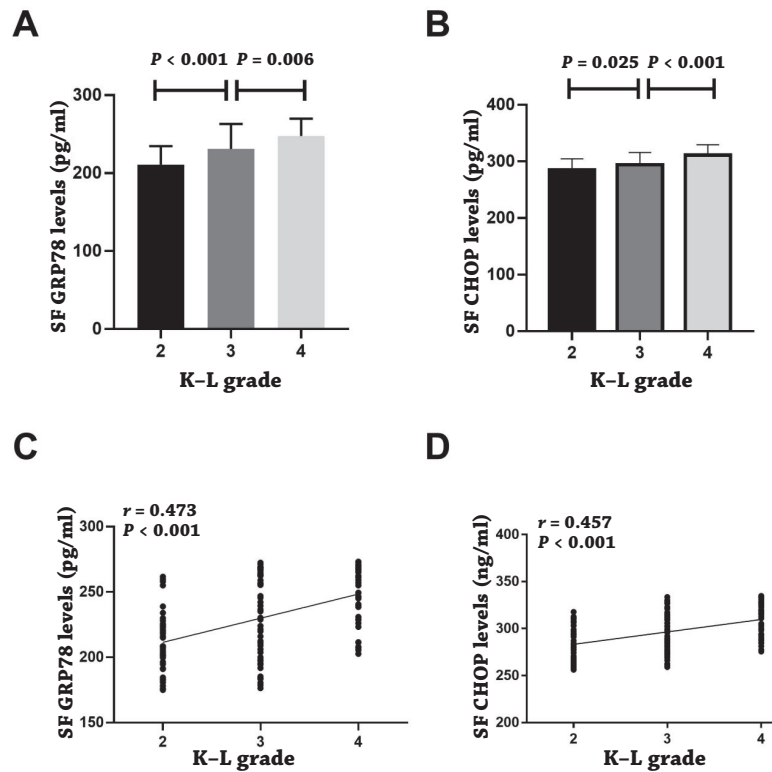 A
P < 0.001 P = 0.006
SF GRP78 levels (pg/ml)
300
200
100
0
2 3 4
K–L grade
B
P = 0.025 P < 0.001
SF CHOP levels (pg/ml)
400
300
200
100
0
2 3 4
K–L grade
C
r = 0.473
P < 0.001
SF GRP78 levels (pg/ml)
300
250
200
150
2 3 4
K–L grade
D
r = 0.457
P < 0.001
SF CHOP levels (ng/ml)
400
350
300
250
200
2 3 4
K–L grade